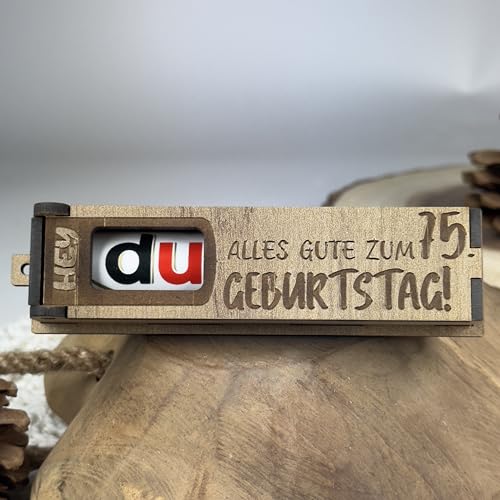 HEY
du
ALLES GUTE ZUM 75.
GEBURTSTAG!